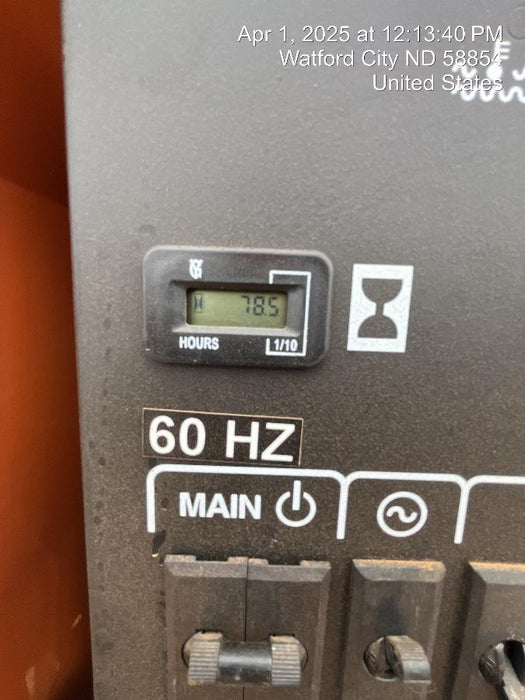 Apr 1, 2025 at 12:13:40 PM
Watford City ND 58854
United States
78.5
HOURS 1/10
60 HZ
MAIN